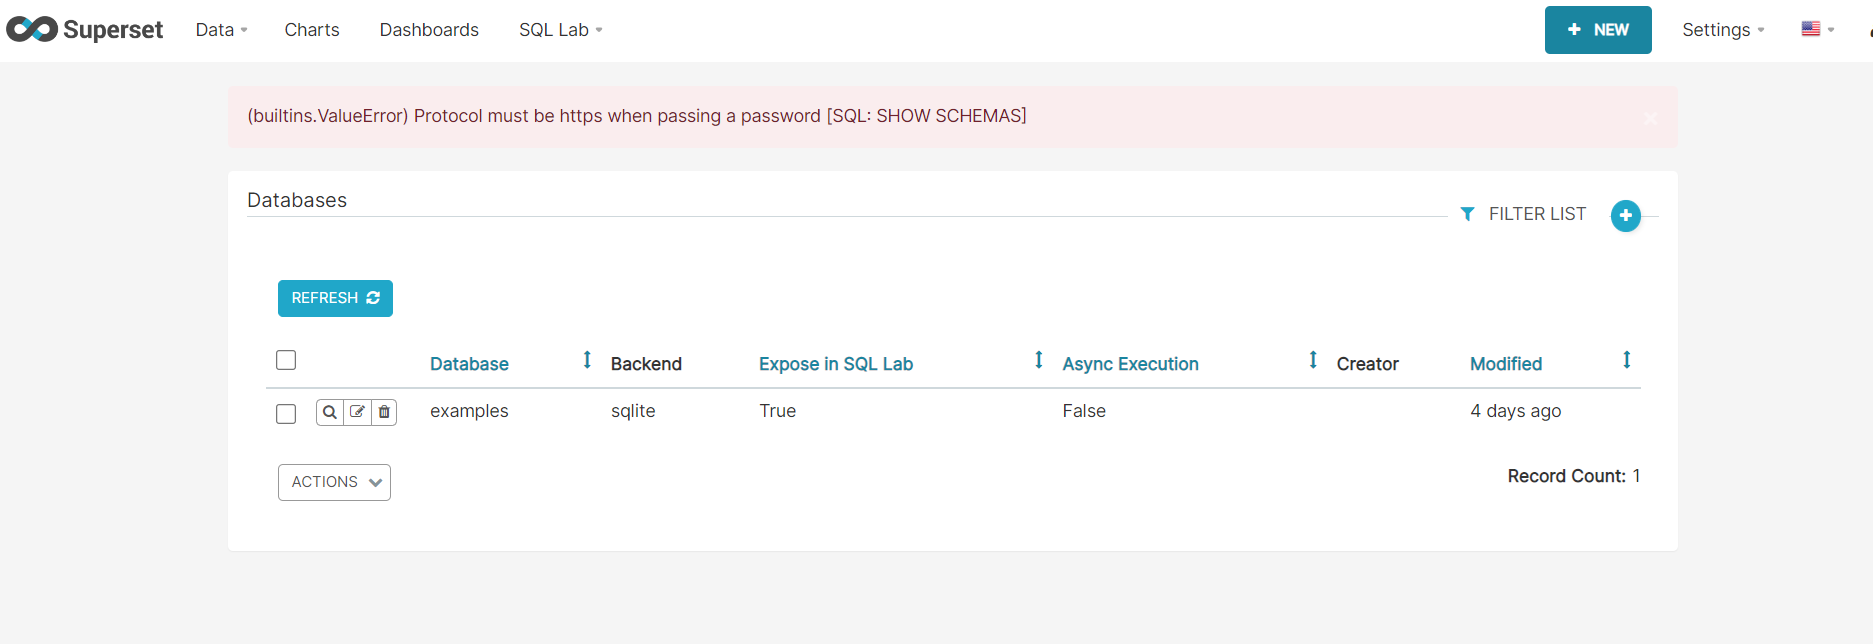 Superset Data Charts Dashboards SQL Lab + NEW Settings
(builtins.ValueError) Protocol must be https when passing a password [SQL: SHOW SCHEMAS] ×
Databases
FILTER LIST +
REFRESH
Database Backend Expose in SQL Lab Async Execution Creator Modified
examples sqlite True False 4 days ago
ACTIONS Record Count: 1